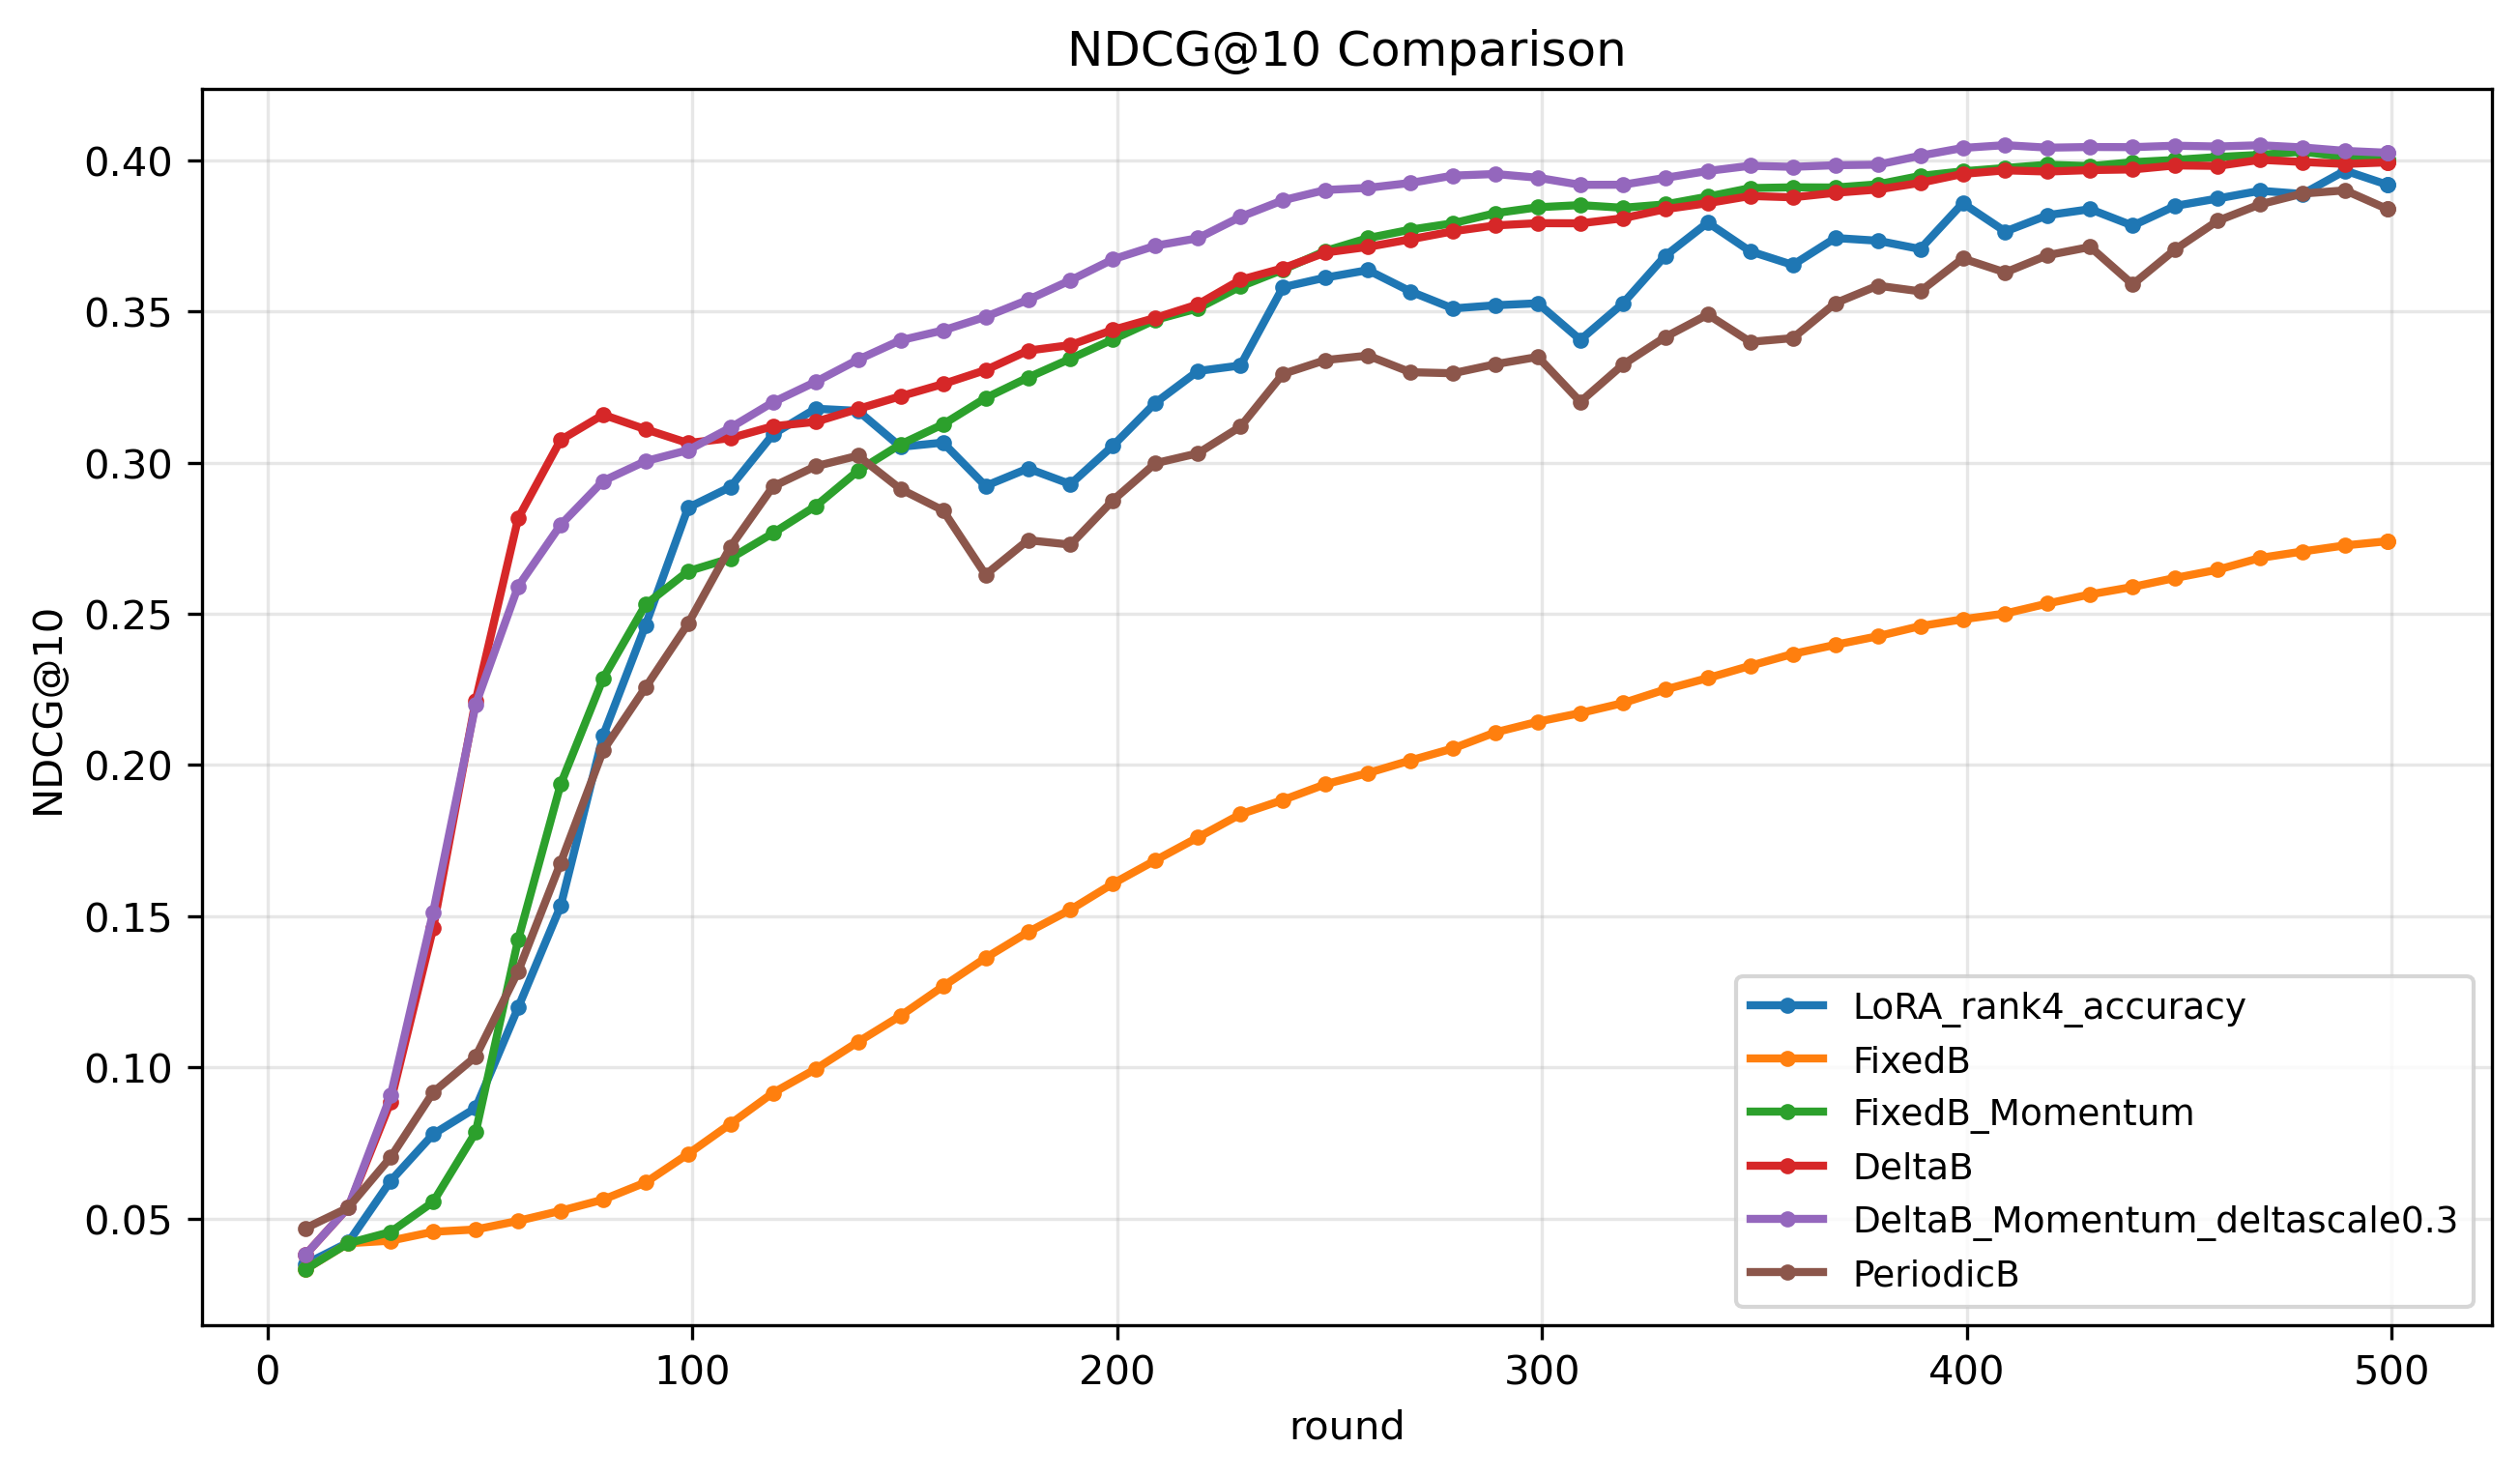 NDCG@10 Comparison
NDCG@10
0.40
0.35
0.30
0.25
0.20
0.15
0.10
0.05
0
100
200
300
400
500
round
LoRA_rank4_accuracy
FixedB
FixedB_Momentum
DeltaB
DeltaB_Momentum_deltascale0.3
PeriodicB